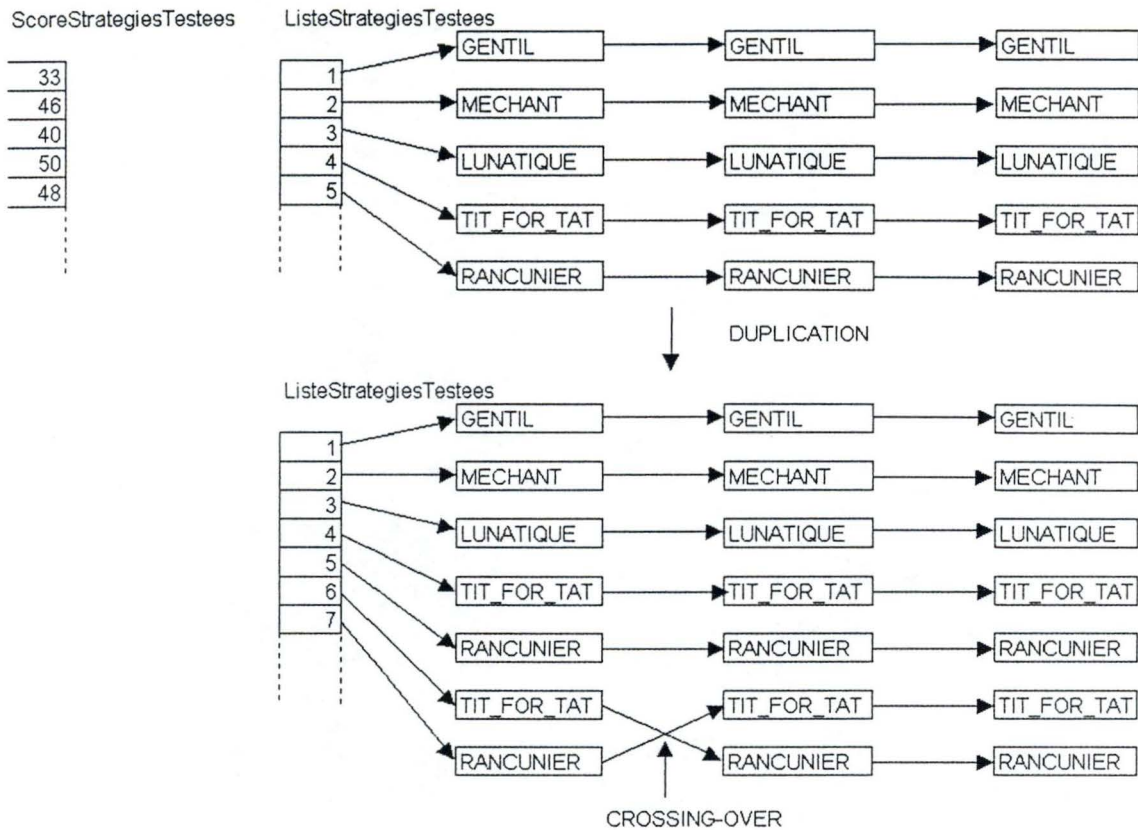 ScoreStrategiesTestees ListeStrategiesTestees
33
46
40
50
48
1 GENTIL GENTIL GENTIL
2 MECHANT MECHANT MECHANT
3 LUNATIQUE LUNATIQUE LUNATIQUE
4 TIT_FOR_TAT TIT_FOR_TAT TIT_FOR_TAT
5 RANCUNIER RANCUNIER RANCUNIER
DUPLICATION
ListeStrategiesTestees
1 GENTIL GENTIL GENTIL
2 MECHANT MECHANT MECHANT
3 LUNATIQUE LUNATIQUE LUNATIQUE
4 TIT_FOR_TAT TIT_FOR_TAT TIT_FOR_TAT
5 RANCUNIER RANCUNIER RANCUNIER
6 TIT_FOR_TAT TIT_FOR_TAT TIT_FOR_TAT
7 RANCUNIER RANCUNIER RANCUNIER
CROSSING-OVER